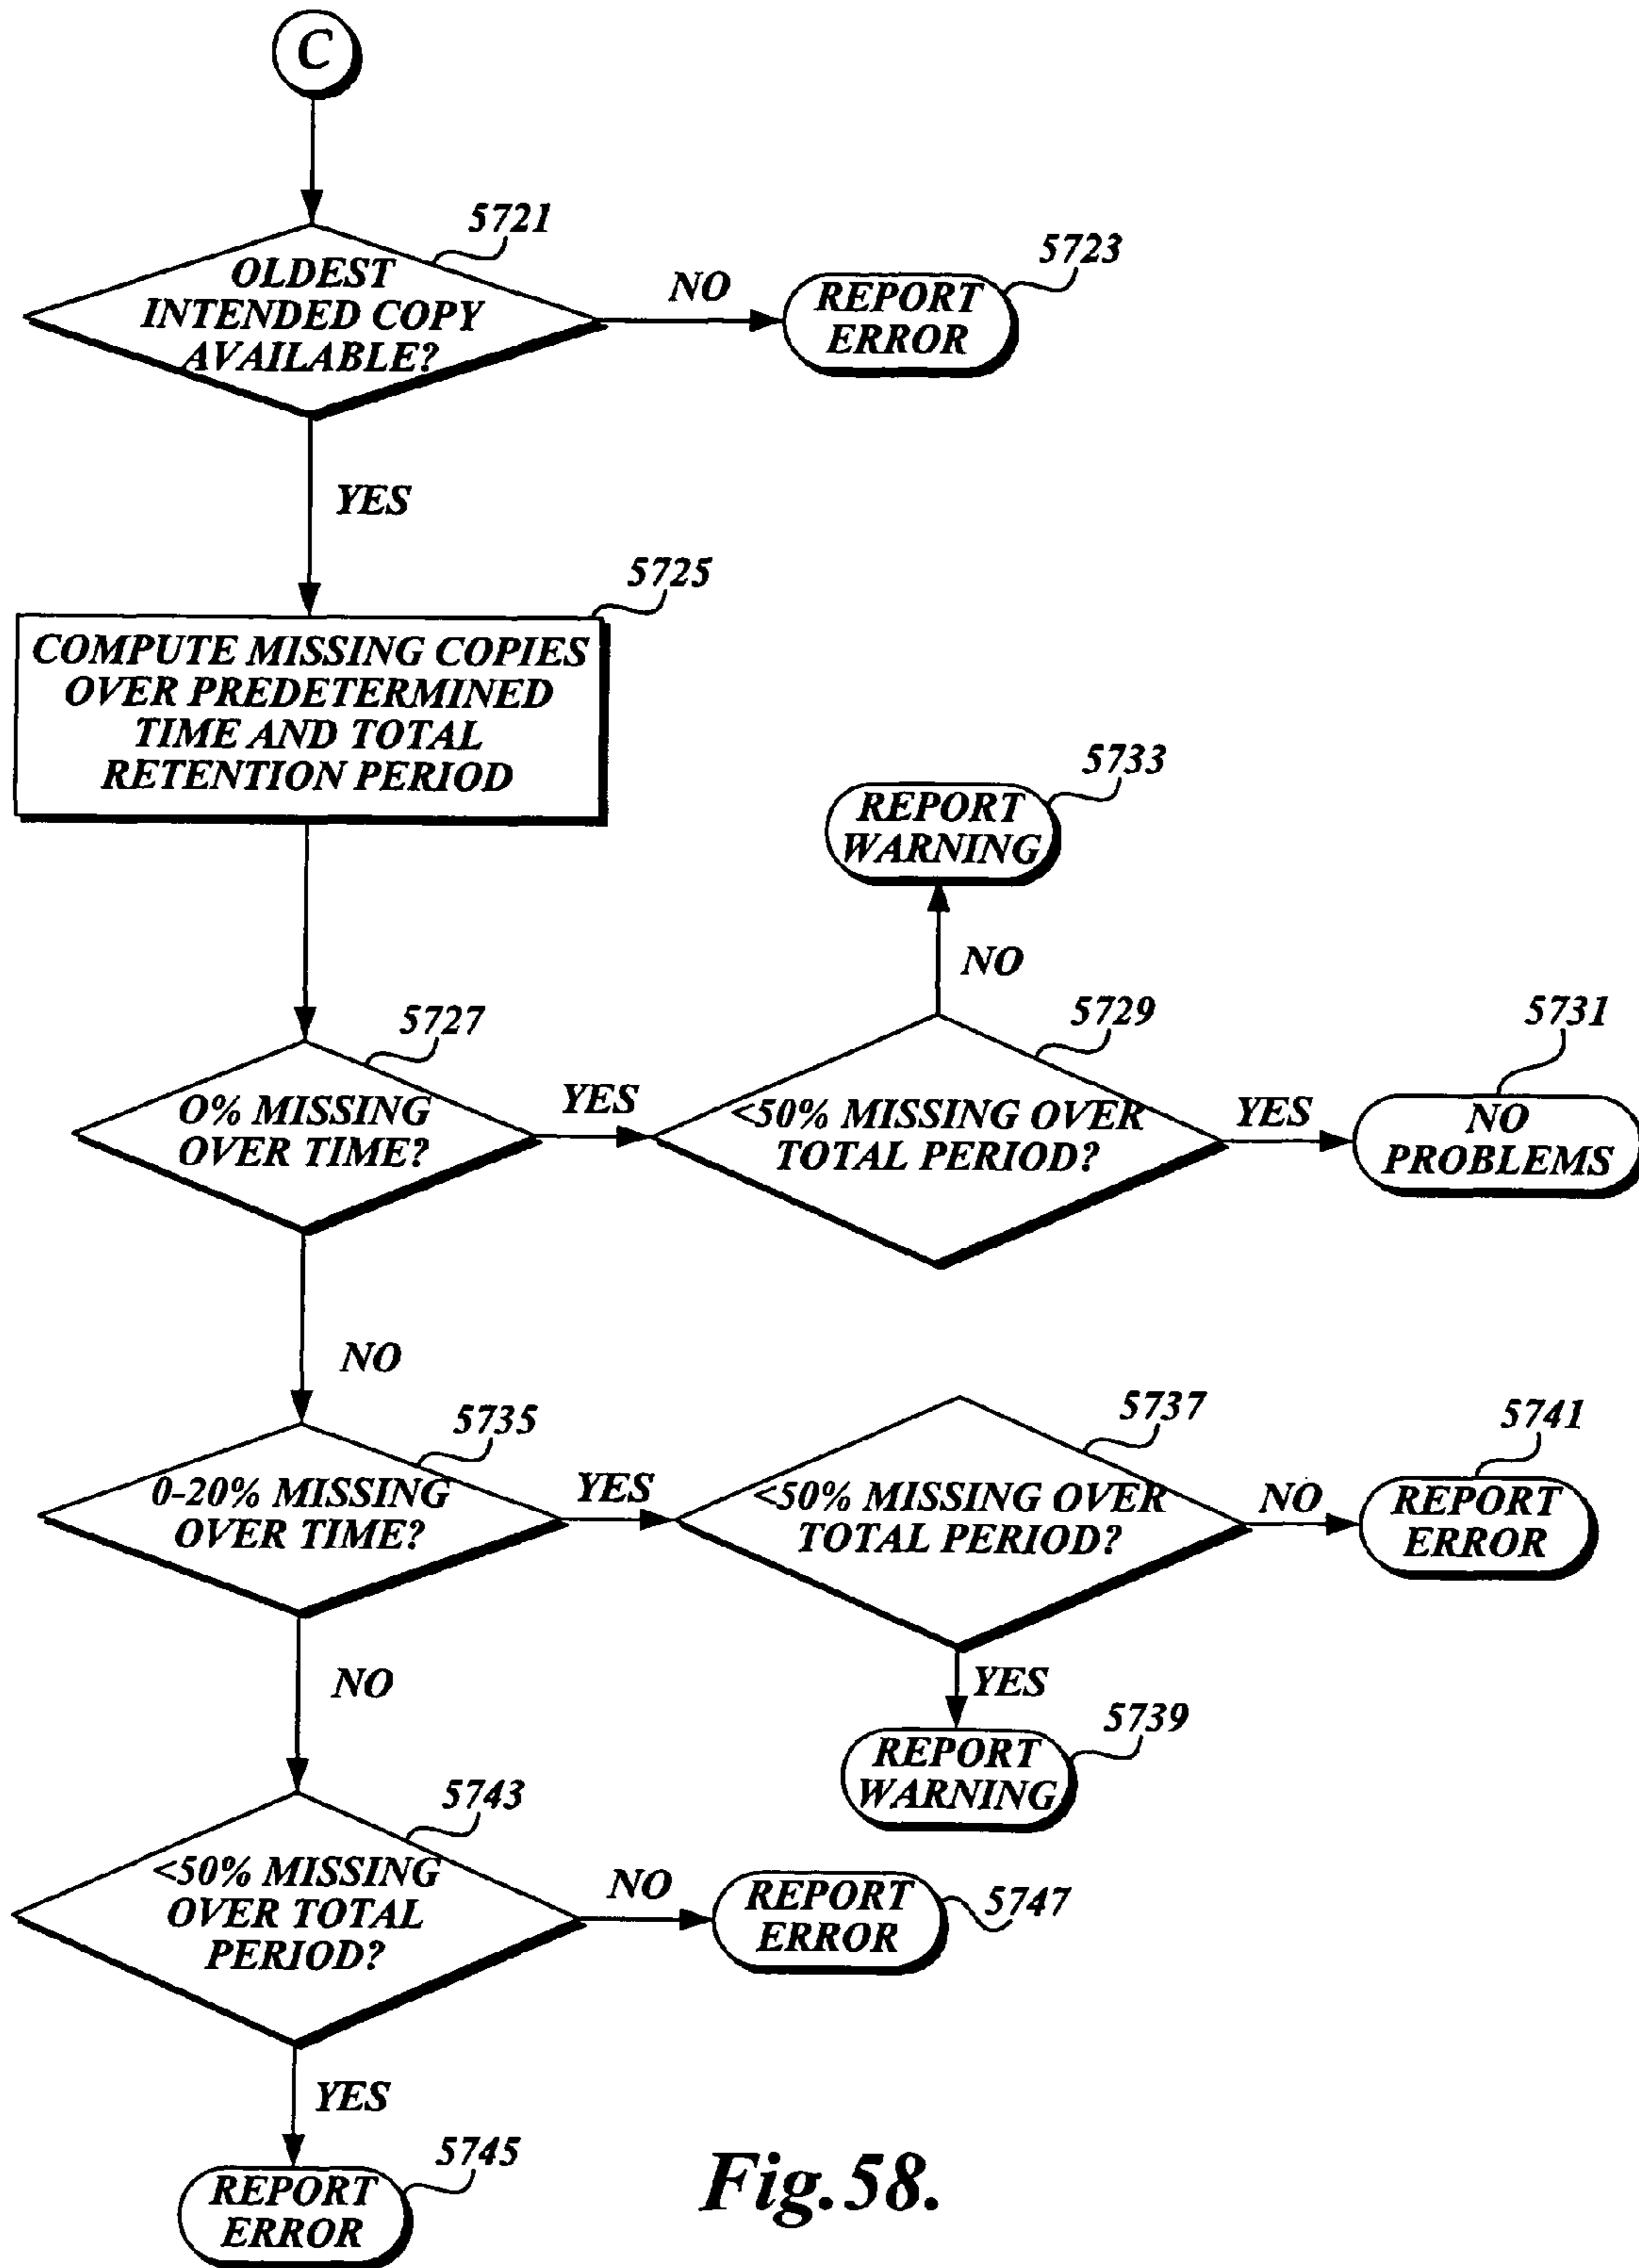 C
5721
OLDEST
INTENDED COPY
AVAILABLE?
NO
5723
REPORT
ERROR
YES
5725
COMPUTE MISSING COPIES
OVER PREDETERMINED
TIME AND TOTAL
RETENTION PERIOD
5733
REPORT
WARNING
NO
5727
O% MISSING
OVER TIME?
YES
5729
<50% MISSING OVER
TOTAL PERIOD?
YES
5731
NO
PROBLEMS
NO
5735
0-20% MISSING
OVER TIME?
YES
5737
<50% MISSING OVER
TOTAL PERIOD?
NO
5741
REPORT
ERROR
NO
YES
5739
REPORT
WARNING
5743
<50% MISSING
OVER TOTAL
PERIOD?
NO
REPORT
ERROR
5747
YES
5745
REPORT
ERROR
Fig.58.